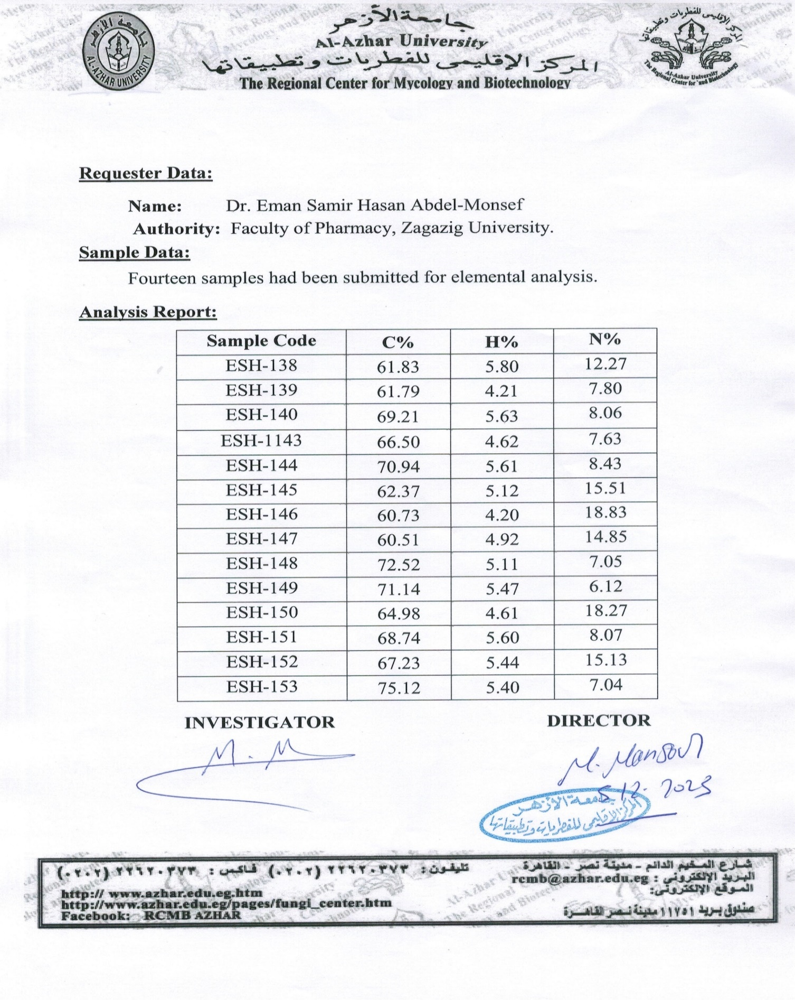 جامعة الأزهر
Al-Azhar University
المركز الإقليمى للفطريات وتطبيقاتها
The Regional Center for Mycology and Biotechnology
جامعة الأزهر
AL-AZHAR UNIVERSITY
المركز الإقليمى للفطريات وتطبيقاتها
Al-Azhar University
The Regional Center for and Biotechnology
Requester Data:
Name: Dr. Eman Samir Hasan Abdel-Monsef
Authority: Faculty of Pharmacy, Zagazig University.
Sample Data:
Fourteen samples had been submitted for elemental analysis.
Analysis Report:
Sample Code C% H% N%
ESH-138 61.83 5.80 12.27
ESH-139 61.79 4.21 7.80
ESH-140 69.21 5.63 8.06
ESH-1143 66.50 4.62 7.63
ESH-144 70.94 5.61 8.43
ESH-145 62.37 5.12 15.51
ESH-146 60.73 4.20 18.83
ESH-147 60.51 4.92 14.85
ESH-148 72.52 5.11 7.05
ESH-149 71.14 5.47 6.12
ESH-150 64.98 4.61 18.27
ESH-151 68.74 5.60 8.07
ESH-152 67.23 5.44 15.13
ESH-153 75.12 5.40 7.04
INVESTIGATOR DIRECTOR
M. M
M. Mansour
5 12. 2023
جامعة الأزهر
المركز الإقليمى للفطريات وتطبيقاتها
شارع المخيم الدائم - مدينة نصر - القاهرة
تليفون: ٢٢٦٢٠٣٧٣ (٠٢٠٢) فاكس: ٢٢٦٢٠٣٧٣ (٠٢٠٢)
البريد الإلكترونى : rcmb@azhar.edu.eg
الموقع الإلكترونى:
http:// www.azhar.edu.eg.htm
http://www.azhar.edu.eg/pages/fungi_center.htm
Facebook: RCMB AZHAR
صندوق بريد ١١٧٥١ مدينة نصر القاهرة